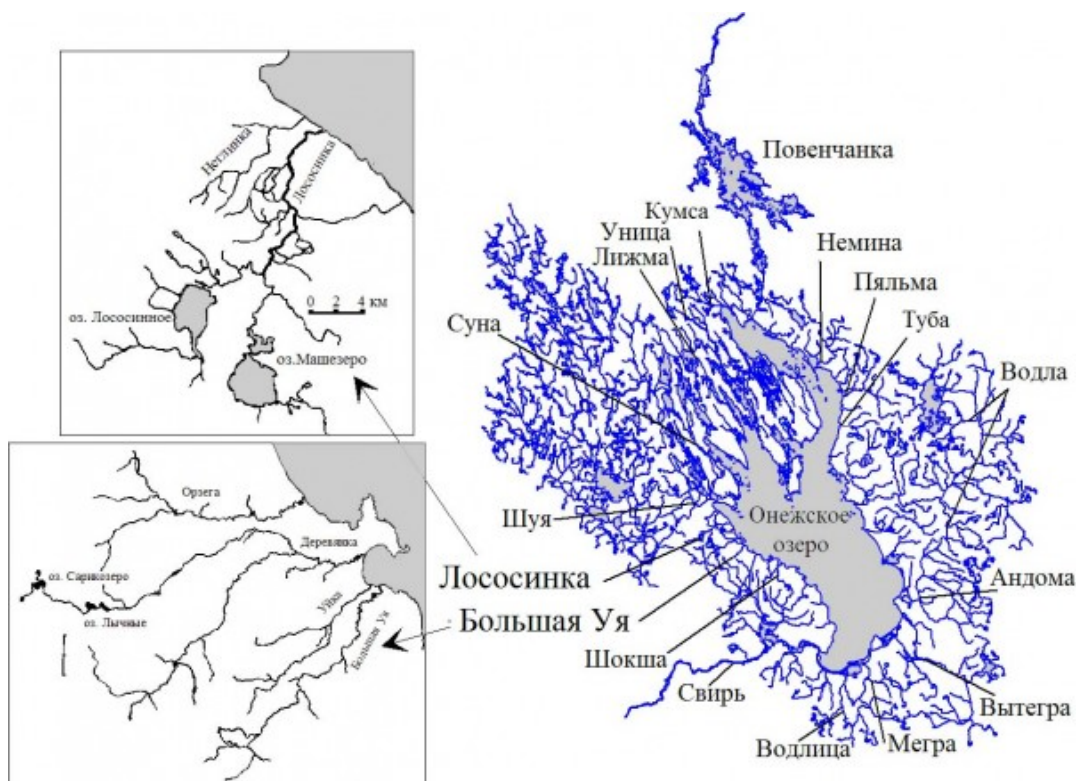 Нетлинка
Лососинка
0 2 4 км
оз. Лососинное
оз.Машезеро
Орзега
Деревянка
оз. Сарикозеро
оз. Лычные
Уйка
Большая Уя
Повенчанка
Кумса
Уница
Лижма
Немина
Пяльма
Суна
Туба
Водла
Шуя
Онежское
озеро
Лососинка
Большая Уя
Андома
Шокша
Свирь
Вытегра
Водлица
Мегра